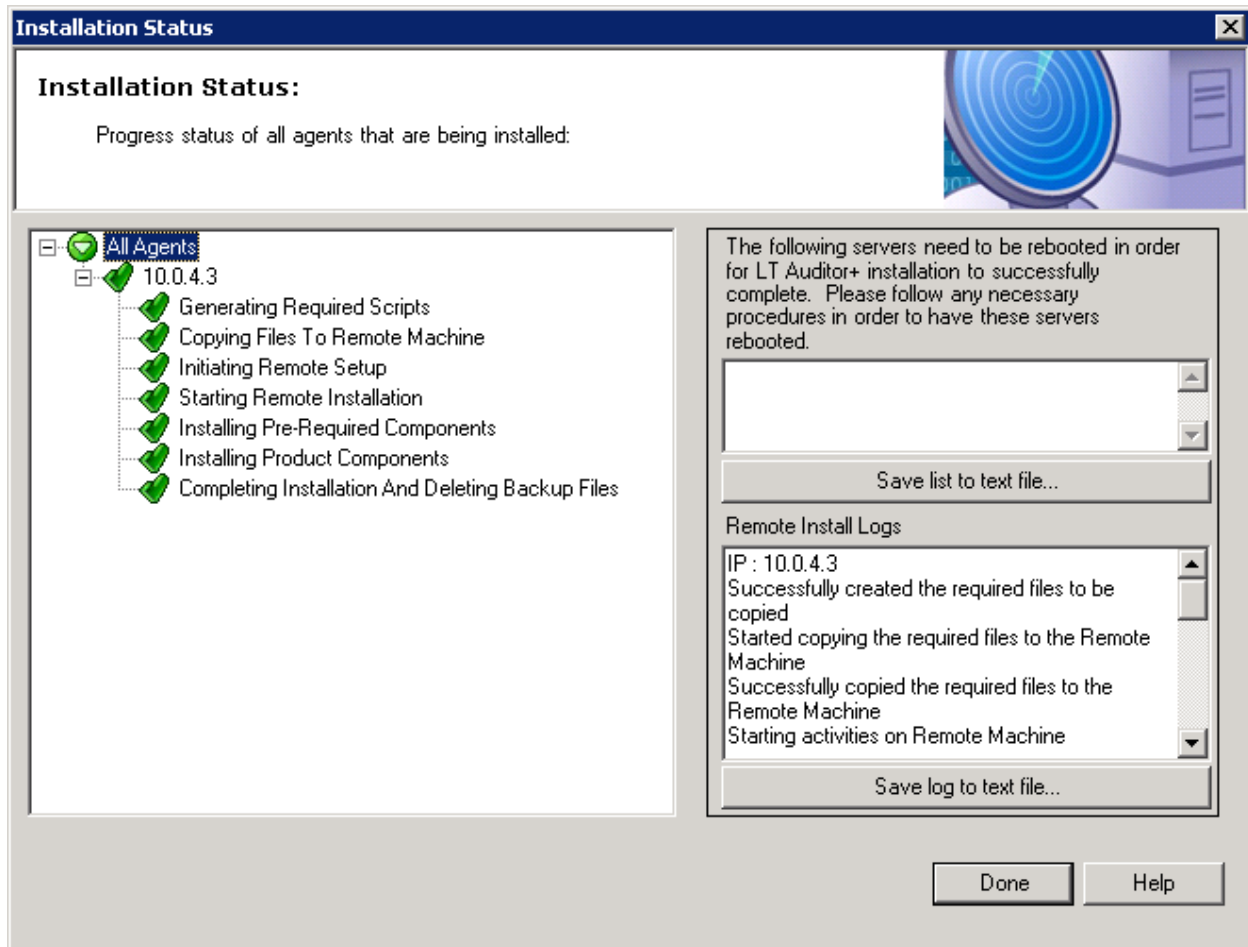 Installation Status
Installation Status:
Progress status of all agents that are being installed:
All Agents
10.0.4.3
Generating Required Scripts
Copying Files To Remote Machine
Initiating Remote Setup
Starting Remote Installation
Installing Pre-Required Components
Installing Product Components
Completing Installation And Deleting Backup Files
The following servers need to be rebooted in order
for LT Auditor+ installation to successfully
complete.  Please follow any necessary
procedures in order to have these servers
rebooted.
Save list to text file...
Remote Install Logs
IP : 10.0.4.3
Successfully created the required files to be
copied
Started copying the required files to the Remote
Machine
Successfully copied the required files to the
Remote Machine
Starting activities on Remote Machine
Save log to text file...
Done
Help